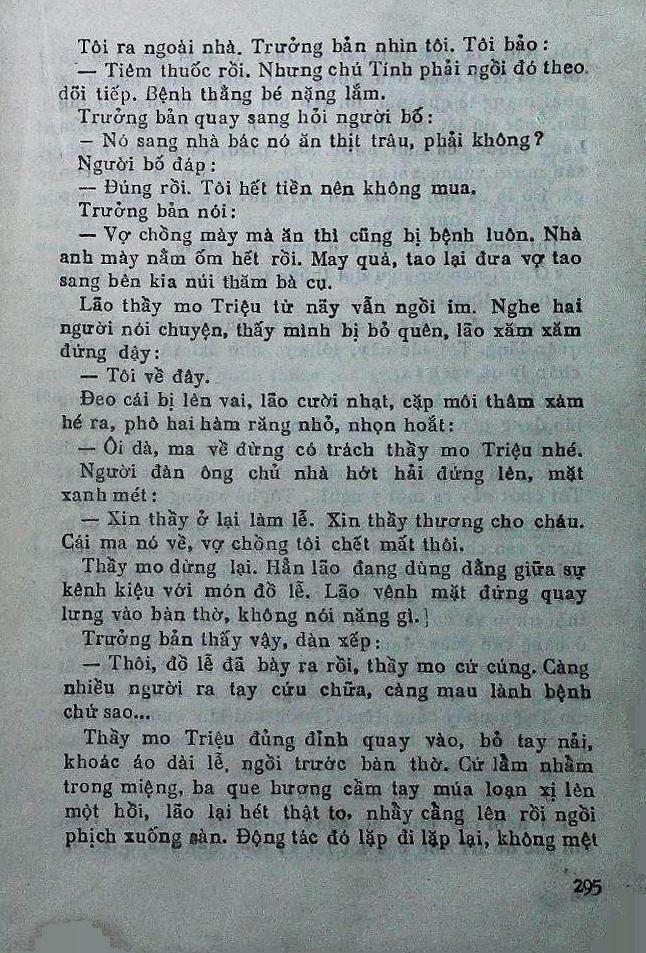 Tôi ra ngoài nhà. Trưởng bản nhìn tôi. Tôi bảo :
— Tiêm thuốc rồi. Nhưng chú Tính phải ngồi đó theo
dõi tiếp. Bệnh thằng bé nặng lắm.
Trưởng bản quay sang hỏi người bố :
— Nó sang nhà bác nó ăn thịt trâu, phải không ?
Người bố đáp :
— Đúng rồi. Tôi hết tiền nên không mua.
Trưởng bản nói :
— Vợ chồng mày mà ăn thì cũng bị bệnh luôn. Nhà
anh mày nằm ốm hết rồi. May quá, tao lại đưa vợ tao
sang bên kia núi thăm bà cụ.
Lão thầy mo Triệu từ nãy vẫn ngồi im. Nghe hai
người nói chuyện, thấy mình bị bỏ quên, lão xăm xăm
đứng dậy :
— Tôi về đây.
Đeo cái bị lên vai, lão cười nhạt, cặp môi thâm xám
hé ra, phô hai hàm răng nhỏ, nhọn hoắt :
— Ôi dà, ma về đừng có trách thầy mo Triệu nhé.
Người đàn ông chủ nhà hớt hải đứng lên, mặt
xanh mét :
— Xin thầy ở lại làm lễ. Xin thầy thương cho cháu.
Cái ma nó về, vợ chồng tôi chết mất thôi.
Thầy mo dừng lại. Hẳn lão đang dùng dằng giữa sự
kênh kiệu với món đồ lễ. Lão vênh mặt đứng quay
lưng vào bàn thờ, không nói năng gì.
Trưởng bản thấy vậy, dàn xếp :
— Thôi, đồ lễ đã bày ra rồi, thầy mo cứ cúng. Càng
nhiều người ra tay cứu chữa, càng mau lành bệnh
chứ sao...
Thầy mo Triệu đủng đỉnh quay vào, bỏ tay nải,
khoác áo dài lễ, ngồi trước bàn thờ. Cứ lầm nhầm
trong miệng, ba que hương cầm tay múa loạn xị lên
một hồi, lão lại hét thật to, nhẩy cẫng lên rồi ngồi
phịch xuống sàn. Động tác đó lặp đi lặp lại, không mệt
295